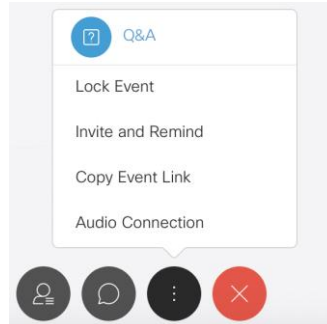 Q&A
Lock Event
Invite and Remind
Copy Event Link
Audio Connection